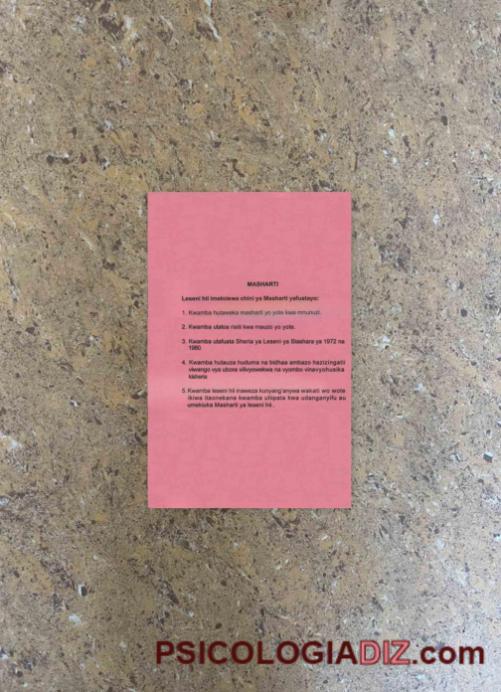 MASHARTI
Leseni hii imetolewa chini ya Masharti yafuatayo:
1. Kwamba hutaweka masharti yo yote kwa mnunuzi.
2. Kwamba utatoa risiti kwa mauzo yo yote.
3. Kwamba utafuata Sheria ya Leseni ya Biashara ya 1972 na
1980.
4. Kwamba hutauza huduma na bidhaa ambazo hazizingatii
viwango vya ubora vilivyowekwa na vyombo vinavyohusika
kisheria
5. Kwamba leseni hii inaweza kunyang'anywa wakati wo wote
ikiwa itaonekana kwamba uliipata kwa udanganyifu au
umekiuka Masharti ya leseni hii.
PSICOLOGIADIZ.com